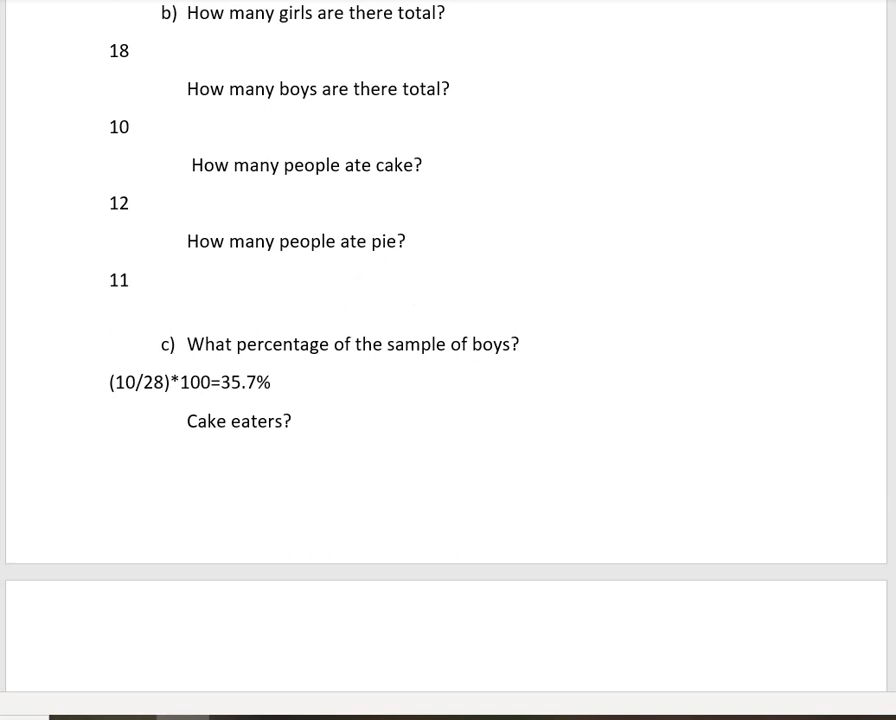 b) How many girls are there total?
18
How many boys are there total?
10
How many people ate cake?
12
How many people ate pie?
11
c) What percentage of the sample of boys?
(10/28)*100=35.7%
Cake eaters?